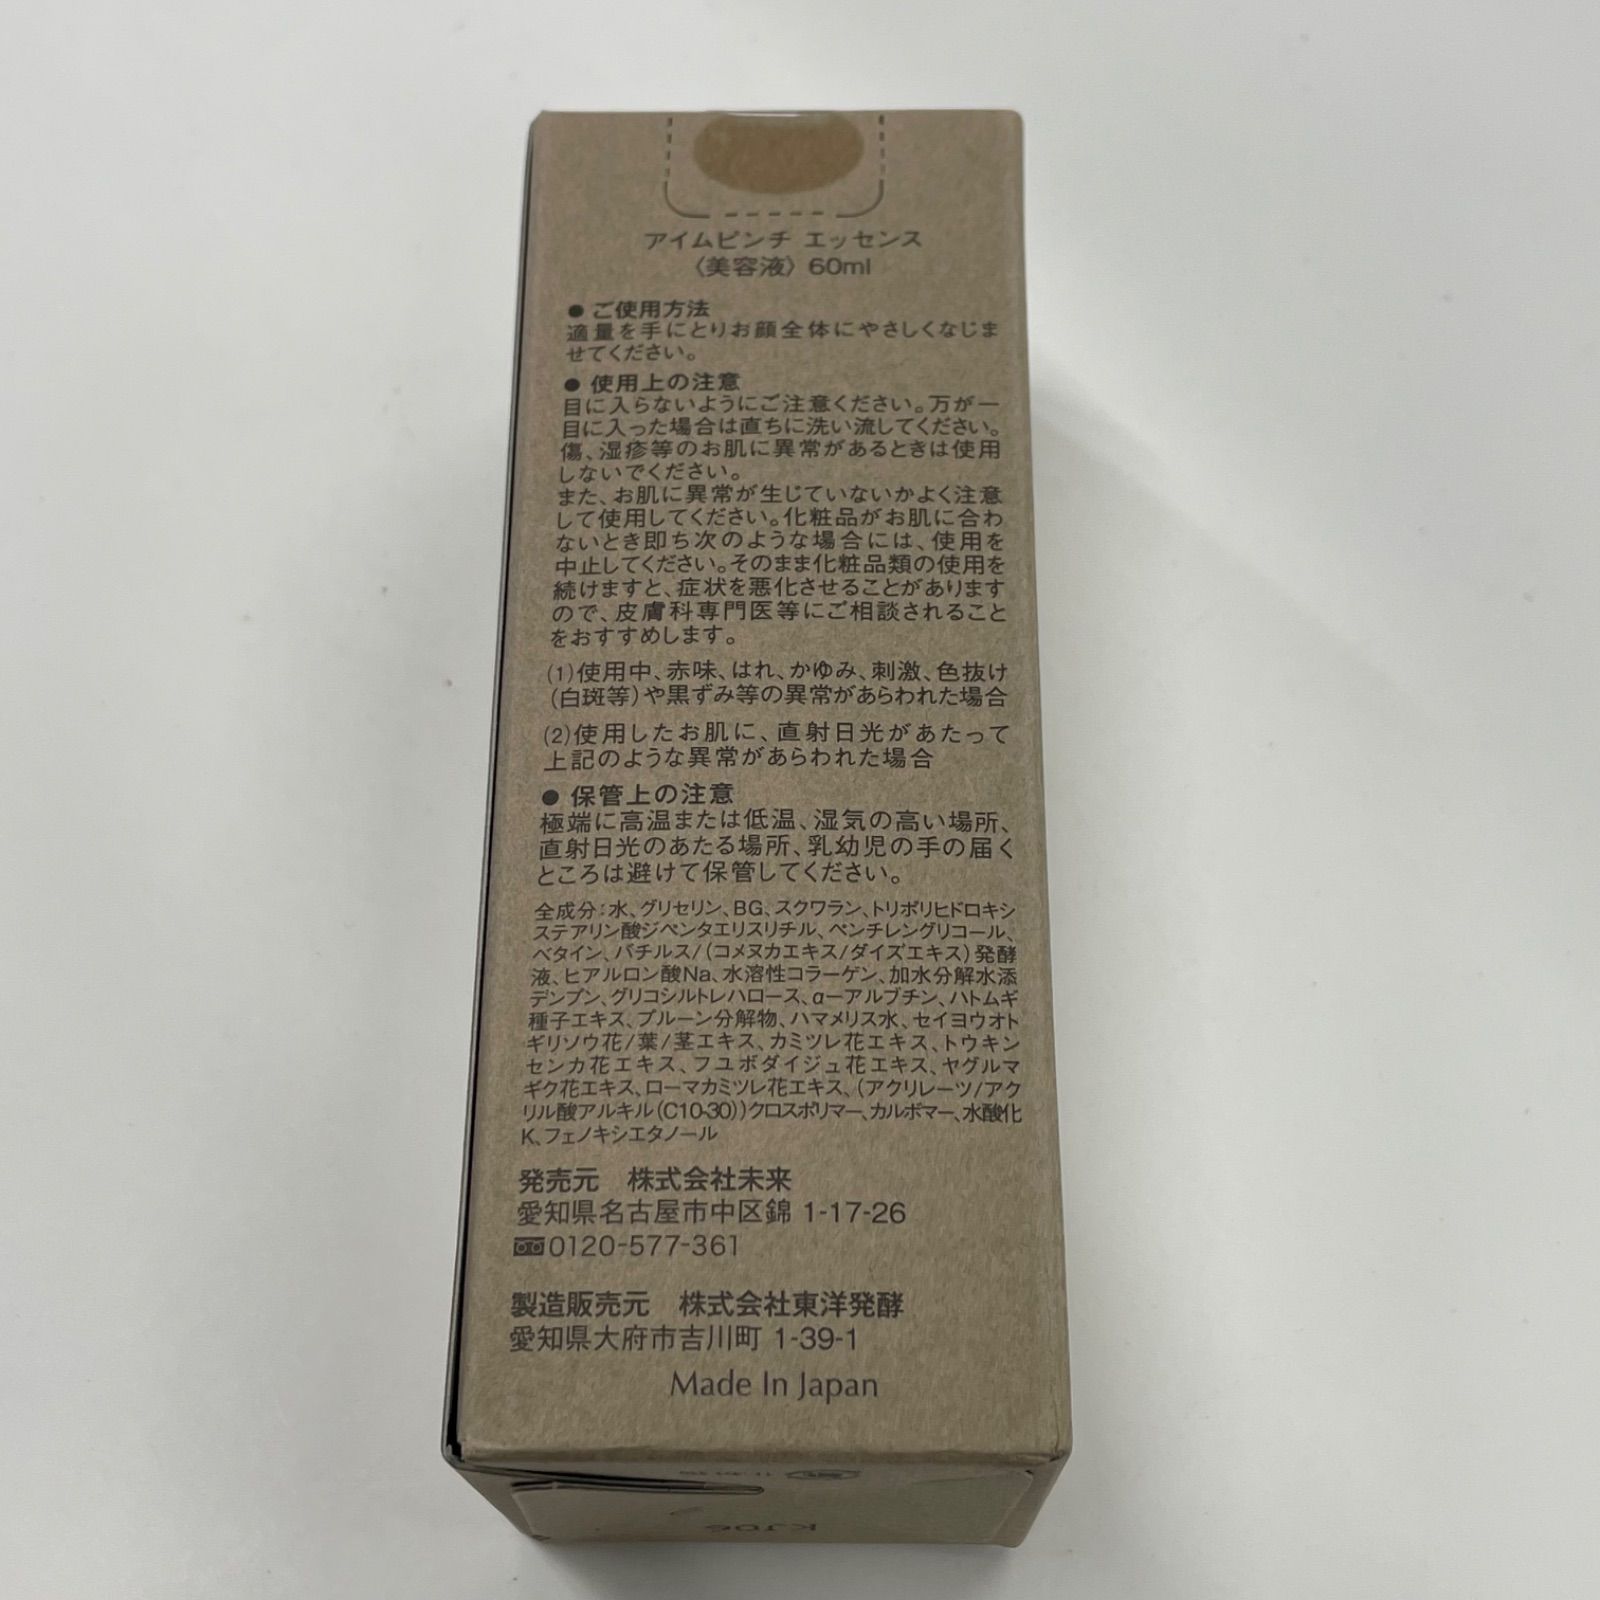 アイムピンチ エッセンス
〈美容液〉60ml
● ご使用方法
適量を手にとりお顔全体にやさしくなじま
せてください。
● 使用上の注意
目に入らないようにご注意ください。万が一
目に入った場合は直ちに洗い流してください。
傷、湿疹等のお肌に異常があるときは使用
しないでください。
また、お肌に異常が生じていないかよく注意
して使用してください。化粧品がお肌に合わ
ないとき即ち次のような場合には、使用を
中止してください。そのまま化粧品類の使用を
続けますと、症状を悪化させることがあります
ので、皮膚科専門医等にご相談されること
をおすすめします。
(1)使用中、赤味、はれ、かゆみ、刺激、色抜け
(白斑等)や黒ずみ等の異常があらわれた場合
(2)使用したお肌に、直射日光があたって
上記のような異常があらわれた場合
● 保管上の注意
極端に高温または低温、湿気の高い場所、
直射日光のあたる場所、乳幼児の手の届く
ところは避けて保管してください。
全成分：水、グリセリン、BG、スクワラン、トリポリヒドロキシ
ステアリン酸ジペンタエリスリチル、ペンチレングリコール、
ベタイン、バチルス/(コメヌカエキス/ダイズエキス)発酵
液、ヒアルロン酸Na、水溶性コラーゲン、加水分解水添
デンプン、グリコシルトレハロース、α-アルブチン、ハトムギ
種子エキス、プルーン分解物、ハマメリス水、セイヨウオト
ギリソウ花/葉/茎エキス、カミツレ花エキス、トウキン
センカ花エキス、フユボダイジュ花エキス、ヤグルマ
ギク花エキス、ローマカミツレ花エキス、(アクリレーツ/アク
リル酸アルキル(C10-30))クロスポリマー、カルボマー、水酸化
K、フェノキシエタノール
発売元　株式会社未来
愛知県名古屋市中区錦 1-17-26
0120-577-361
製造販売元　株式会社東洋発酵
愛知県大府市吉川町 1-39-1
Made In Japan
KJ06